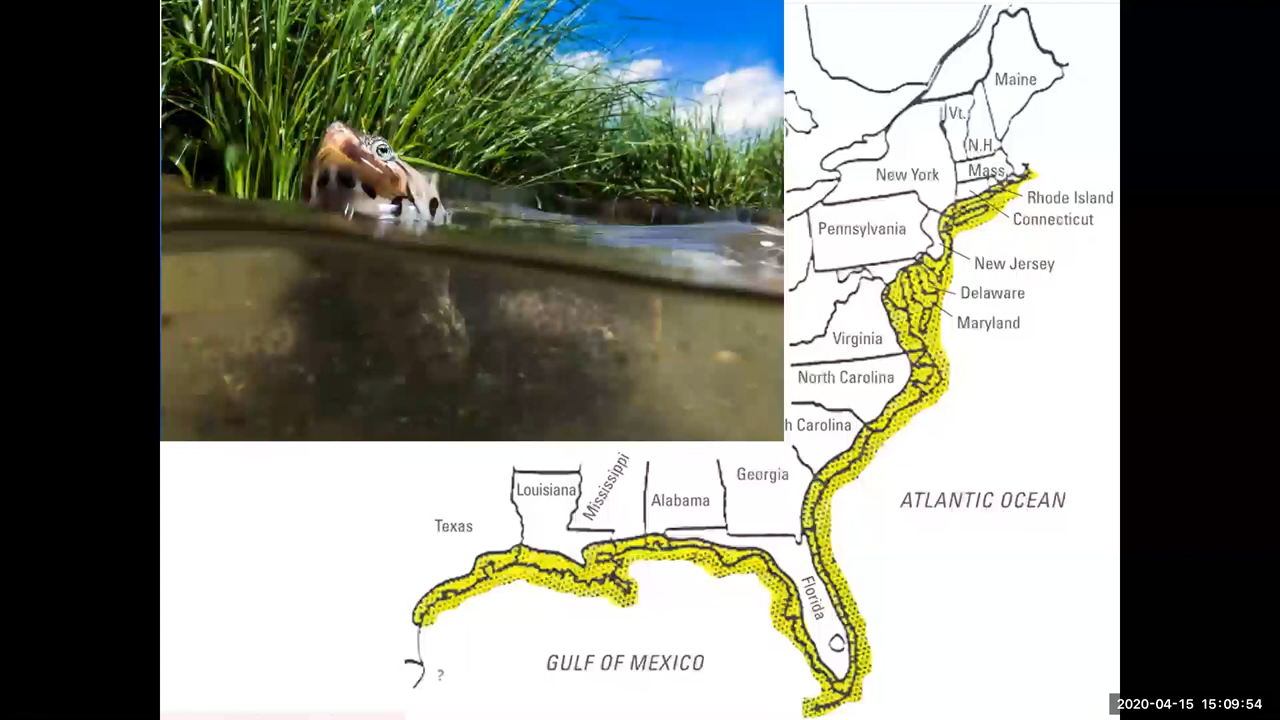 Maine
Vt.
N.H.
Mass.
New York
Rhode Island
Connecticut
Pennsylvania
New Jersey
Delaware
Maryland
Virginia
North Carolina
h Carolina
Georgia
Mississippi
Louisiana
Alabama
ATLANTIC OCEAN
Texas
Florida
GULF OF MEXICO
?
2020-04-15 15:09:54